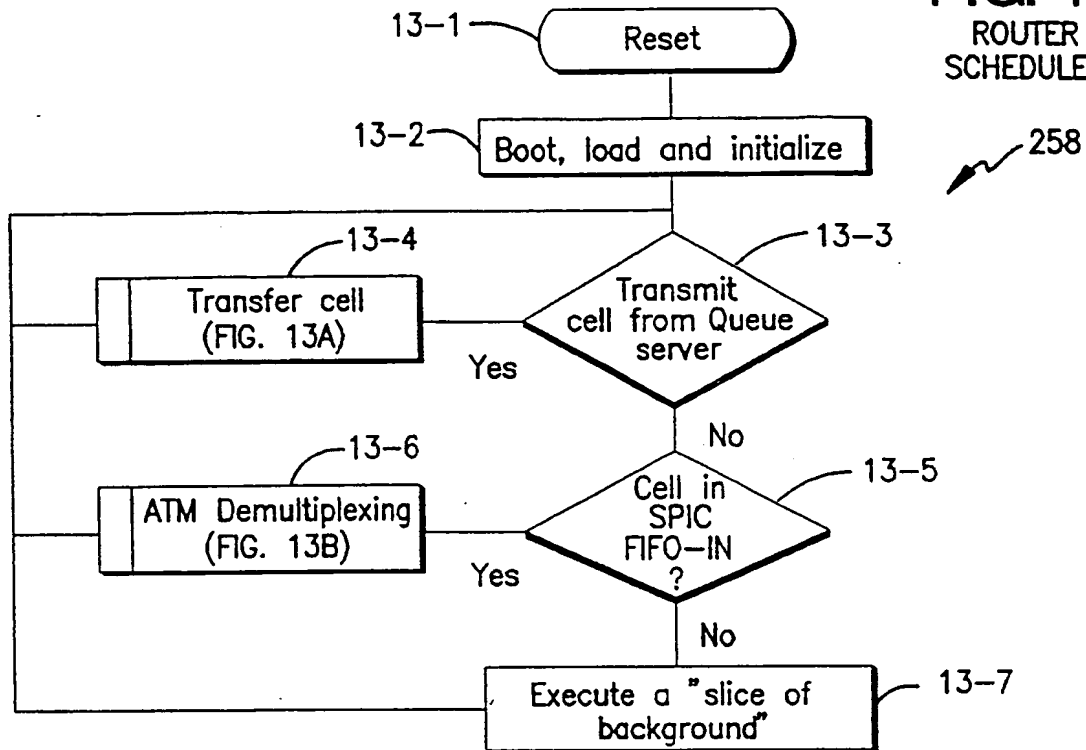 13-1
Reset
ROUTER
SCHEDULE
13-2
Boot, load and initialize
258
13-4
13-3
Transfer cell
(FIG. 13A)
Transmit
cell from Queue
server
Yes
No
13-6
13-5
ATM Demultiplexing
(FIG. 13B)
Cell in
SPIC
FIFO-IN
?
Yes
No
Execute a "slice of
background"
13-7